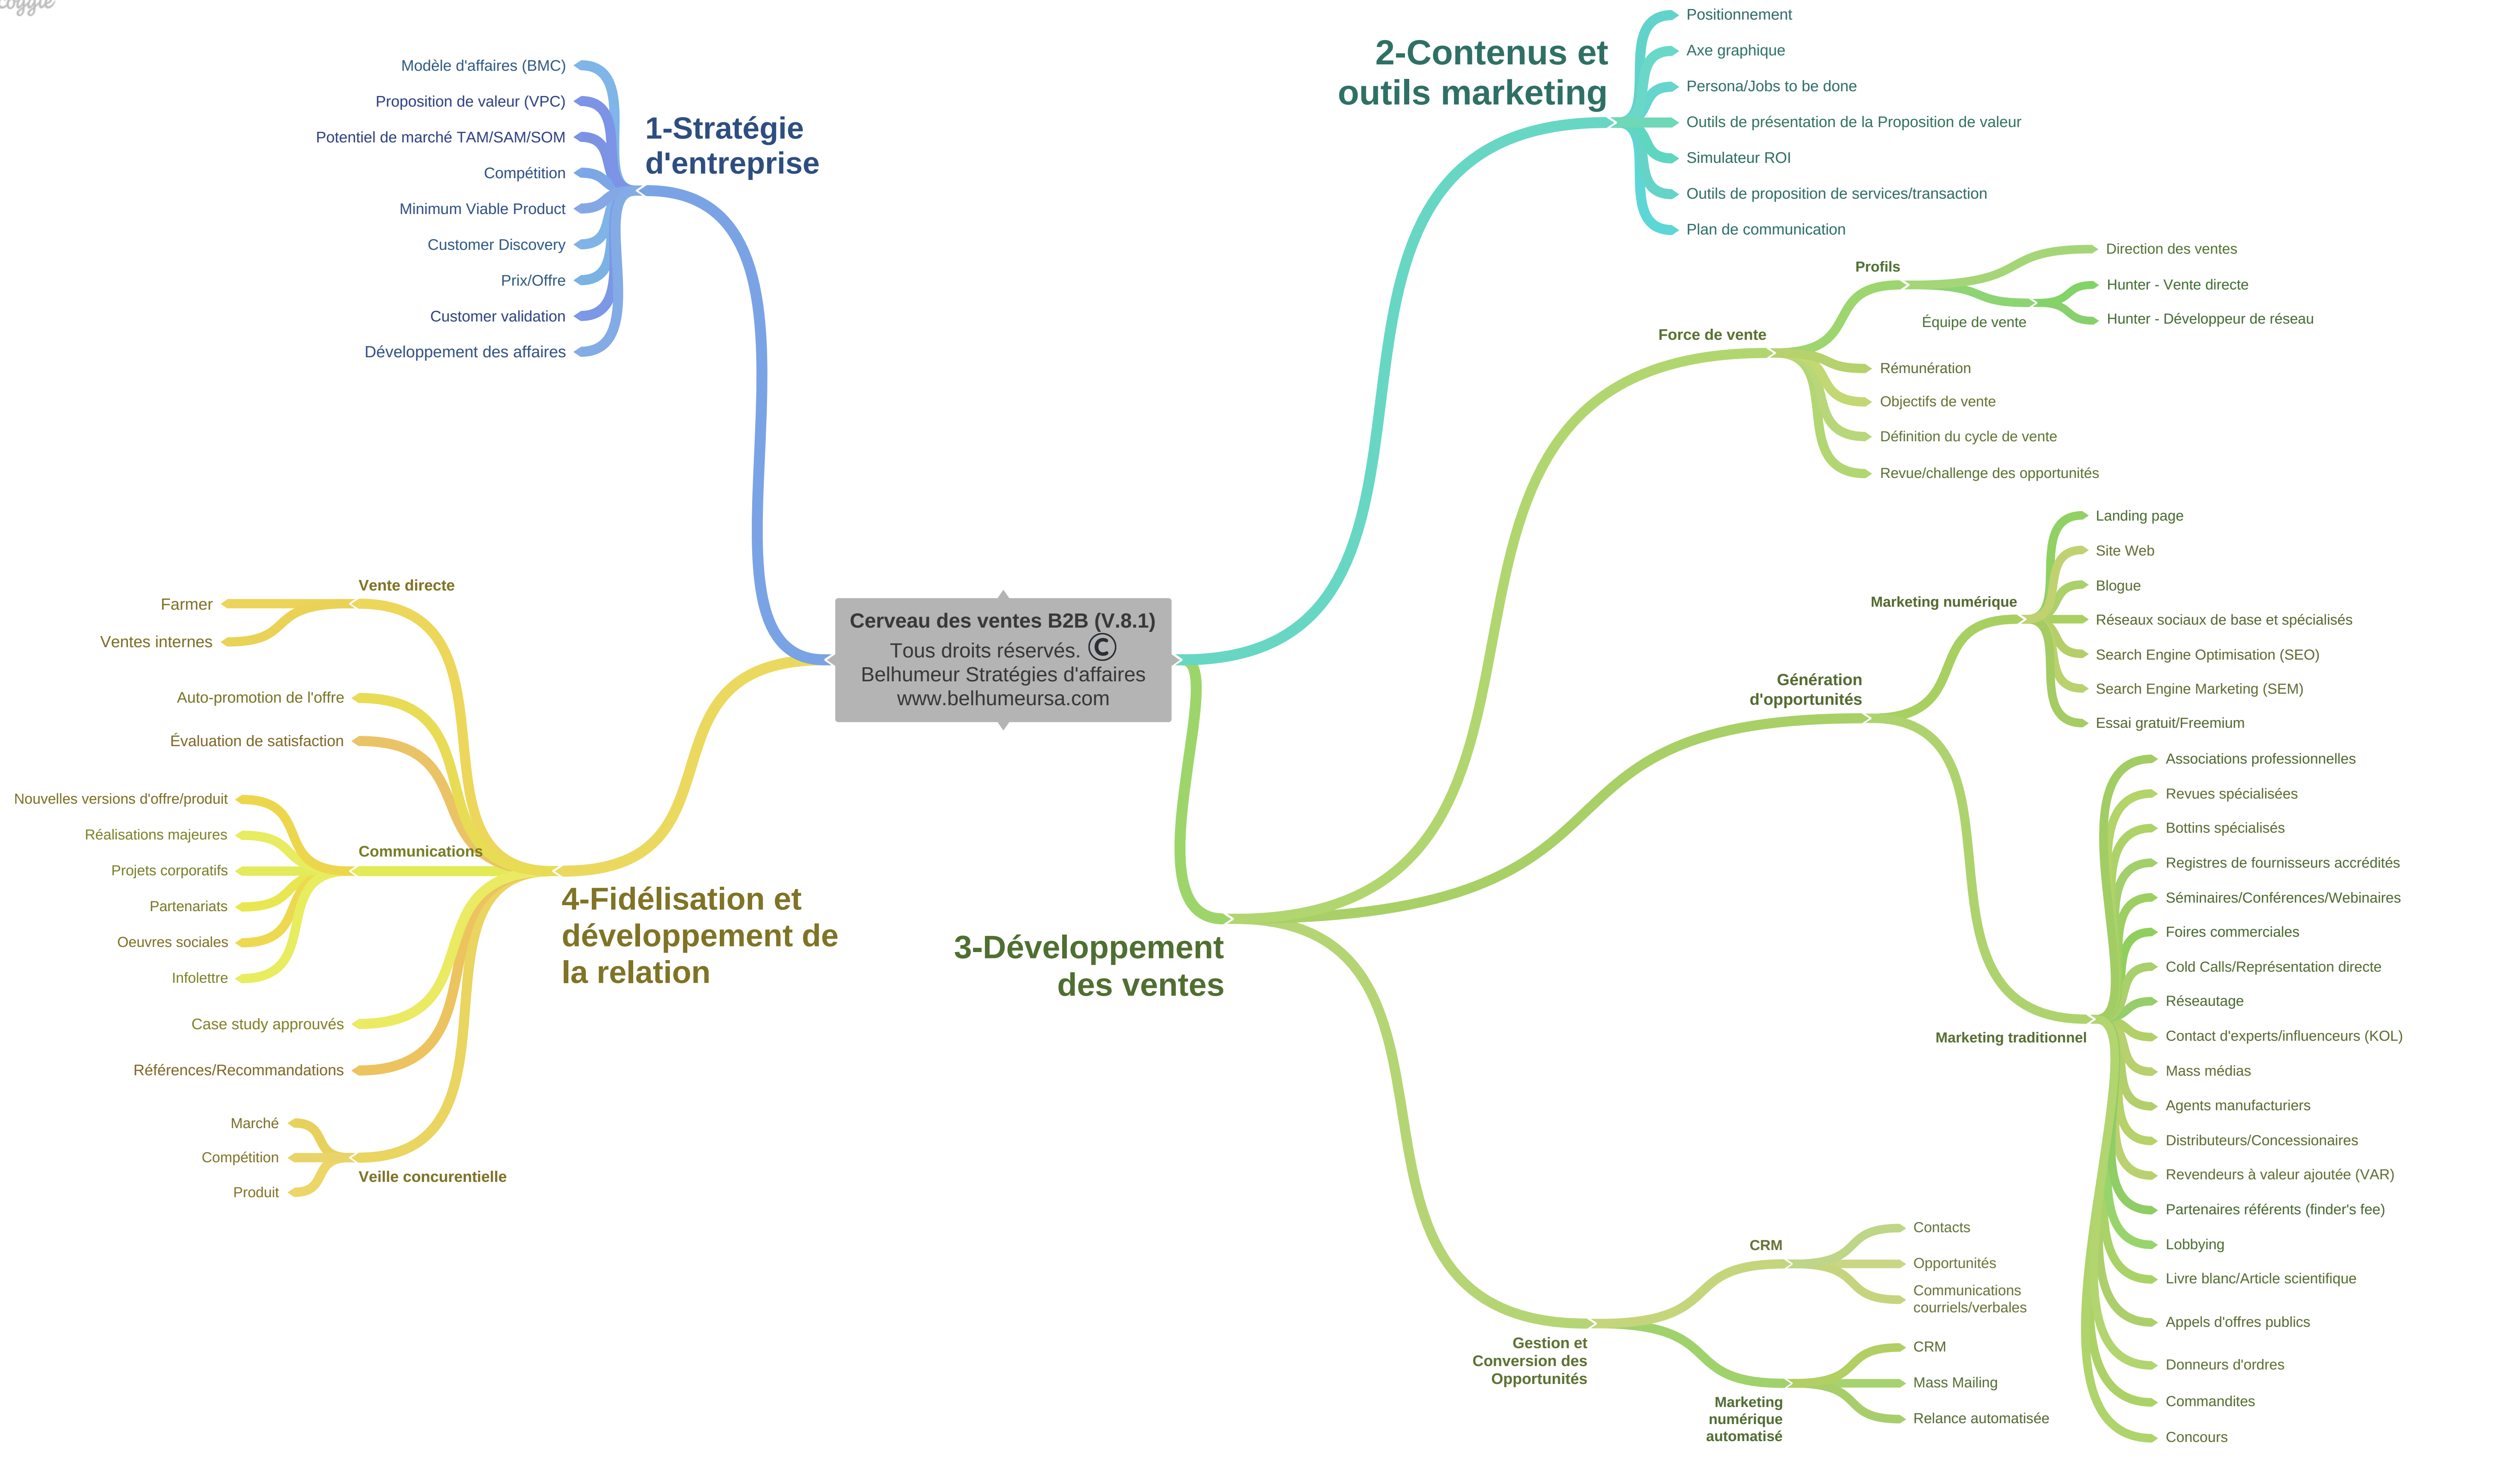 coggle
1-Stratégie
d'entreprise
Modèle d'affaires (BMC)
Proposition de valeur (VPC)
Potentiel de marché TAM/SAM/SOM
Compétition
Minimum Viable Product
Customer Discovery
Prix/Offre
Customer validation
Développement des affaires
2-Contenus et
outils marketing
Positionnement
Axe graphique
Persona/Jobs to be done
Outils de présentation de la Proposition de valeur
Simulateur ROI
Outils de proposition de services/transaction
Plan de communication
Cerveau des ventes B2B (V.8.1)
Tous droits réservés. ©
Belhumeur Stratégies d'affaires
www.belhumeursa.com
3-Développement
des ventes
Force de vente
Profils
Direction des ventes
Équipe de vente
Hunter - Vente directe
Hunter - Développeur de réseau
Rémunération
Objectifs de vente
Définition du cycle de vente
Revue/challenge des opportunités
Génération
d'opportunités
Marketing numérique
Landing page
Site Web
Blogue
Réseaux sociaux de base et spécialisés
Search Engine Optimisation (SEO)
Search Engine Marketing (SEM)
Essai gratuit/Freemium
Marketing traditionnel
Associations professionnelles
Revues spécialisées
Bottins spécialisés
Registres de fournisseurs accrédités
Séminaires/Conférences/Webinaires
Foires commerciales
Cold Calls/Représentation directe
Réseautage
Contact d'experts/influenceurs (KOL)
Mass médias
Agents manufacturiers
Distributeurs/Concessionaires
Revendeurs à valeur ajoutée (VAR)
Partenaires référents (finder's fee)
Lobbying
Livre blanc/Article scientifique
Appels d'offres publics
Donneurs d'ordres
Commandites
Concours
Gestion et
Conversion des
Opportunités
CRM
Contacts
Opportunités
Communications
courriels/verbales
Marketing
numérique
automatisé
CRM
Mass Mailing
Relance automatisée
4-Fidélisation et
développement de
la relation
Vente directe
Farmer
Ventes internes
Auto-promotion de l'offre
Évaluation de satisfaction
Communications
Nouvelles versions d'offre/produit
Réalisations majeures
Projets corporatifs
Partenariats
Oeuvres sociales
Infolettre
Case study approuvés
Références/Recommandations
Veille concurentielle
Marché
Compétition
Produit